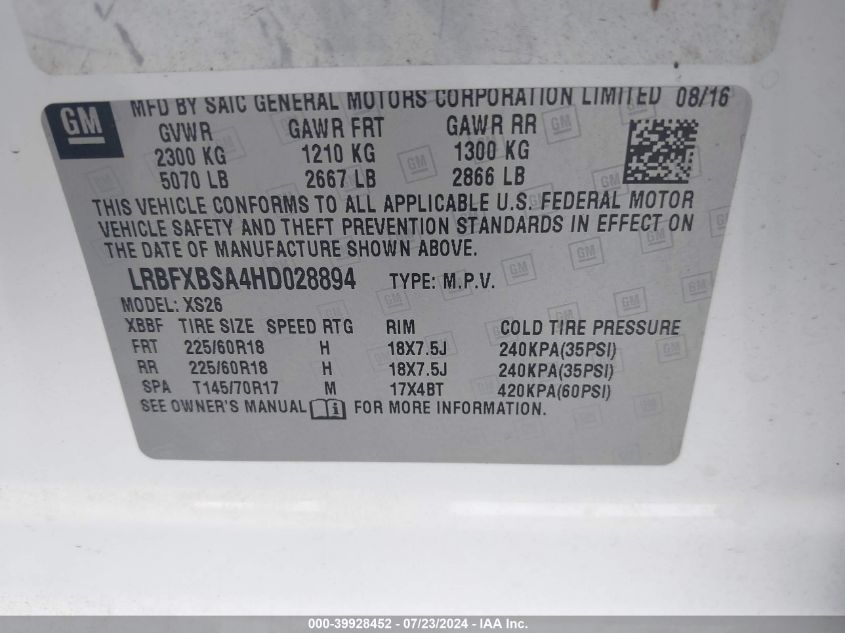 GM
MFD BY SAIC GENERAL MOTORS CORPORATION LIMITED 08/16
GVWR GAWR FRT GAWR RR
2300 KG 1210 KG 1300 KG
5070 LB 2667 LB 2866 LB
THIS VEHICLE CONFORMS TO ALL APPLICABLE U.S. FEDERAL MOTOR
VEHICLE SAFETY AND THEFT PREVENTION STANDARDS IN EFFECT ON
THE DATE OF MANUFACTURE SHOWN ABOVE.
LRBFXBSA4HD028894 TYPE: M.P.V.
MODEL: XS26
XBBF TIRE SIZE SPEED RTG RIM COLD TIRE PRESSURE
FRT 225/60R18 H 18X7.5J 240KPA(35PSI)
RR 225/60R18 H 18X7.5J 240KPA(35PSI)
SPA T145/70R17 M 17X4BT 420KPA(60PSI)
SEE OWNER'S MANUAL i FOR MORE INFORMATION.
000-39928452 - 07/23/2024 - IAA Inc.